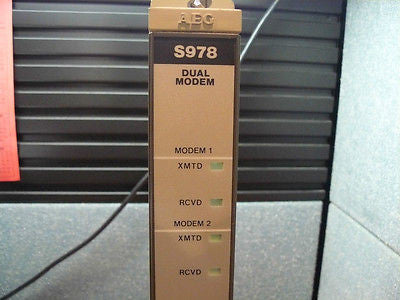 AEG
S978
DUAL
MODEM
MODEM 1
XMTD
RCVD
MODEM 2
XMTD
RCVD